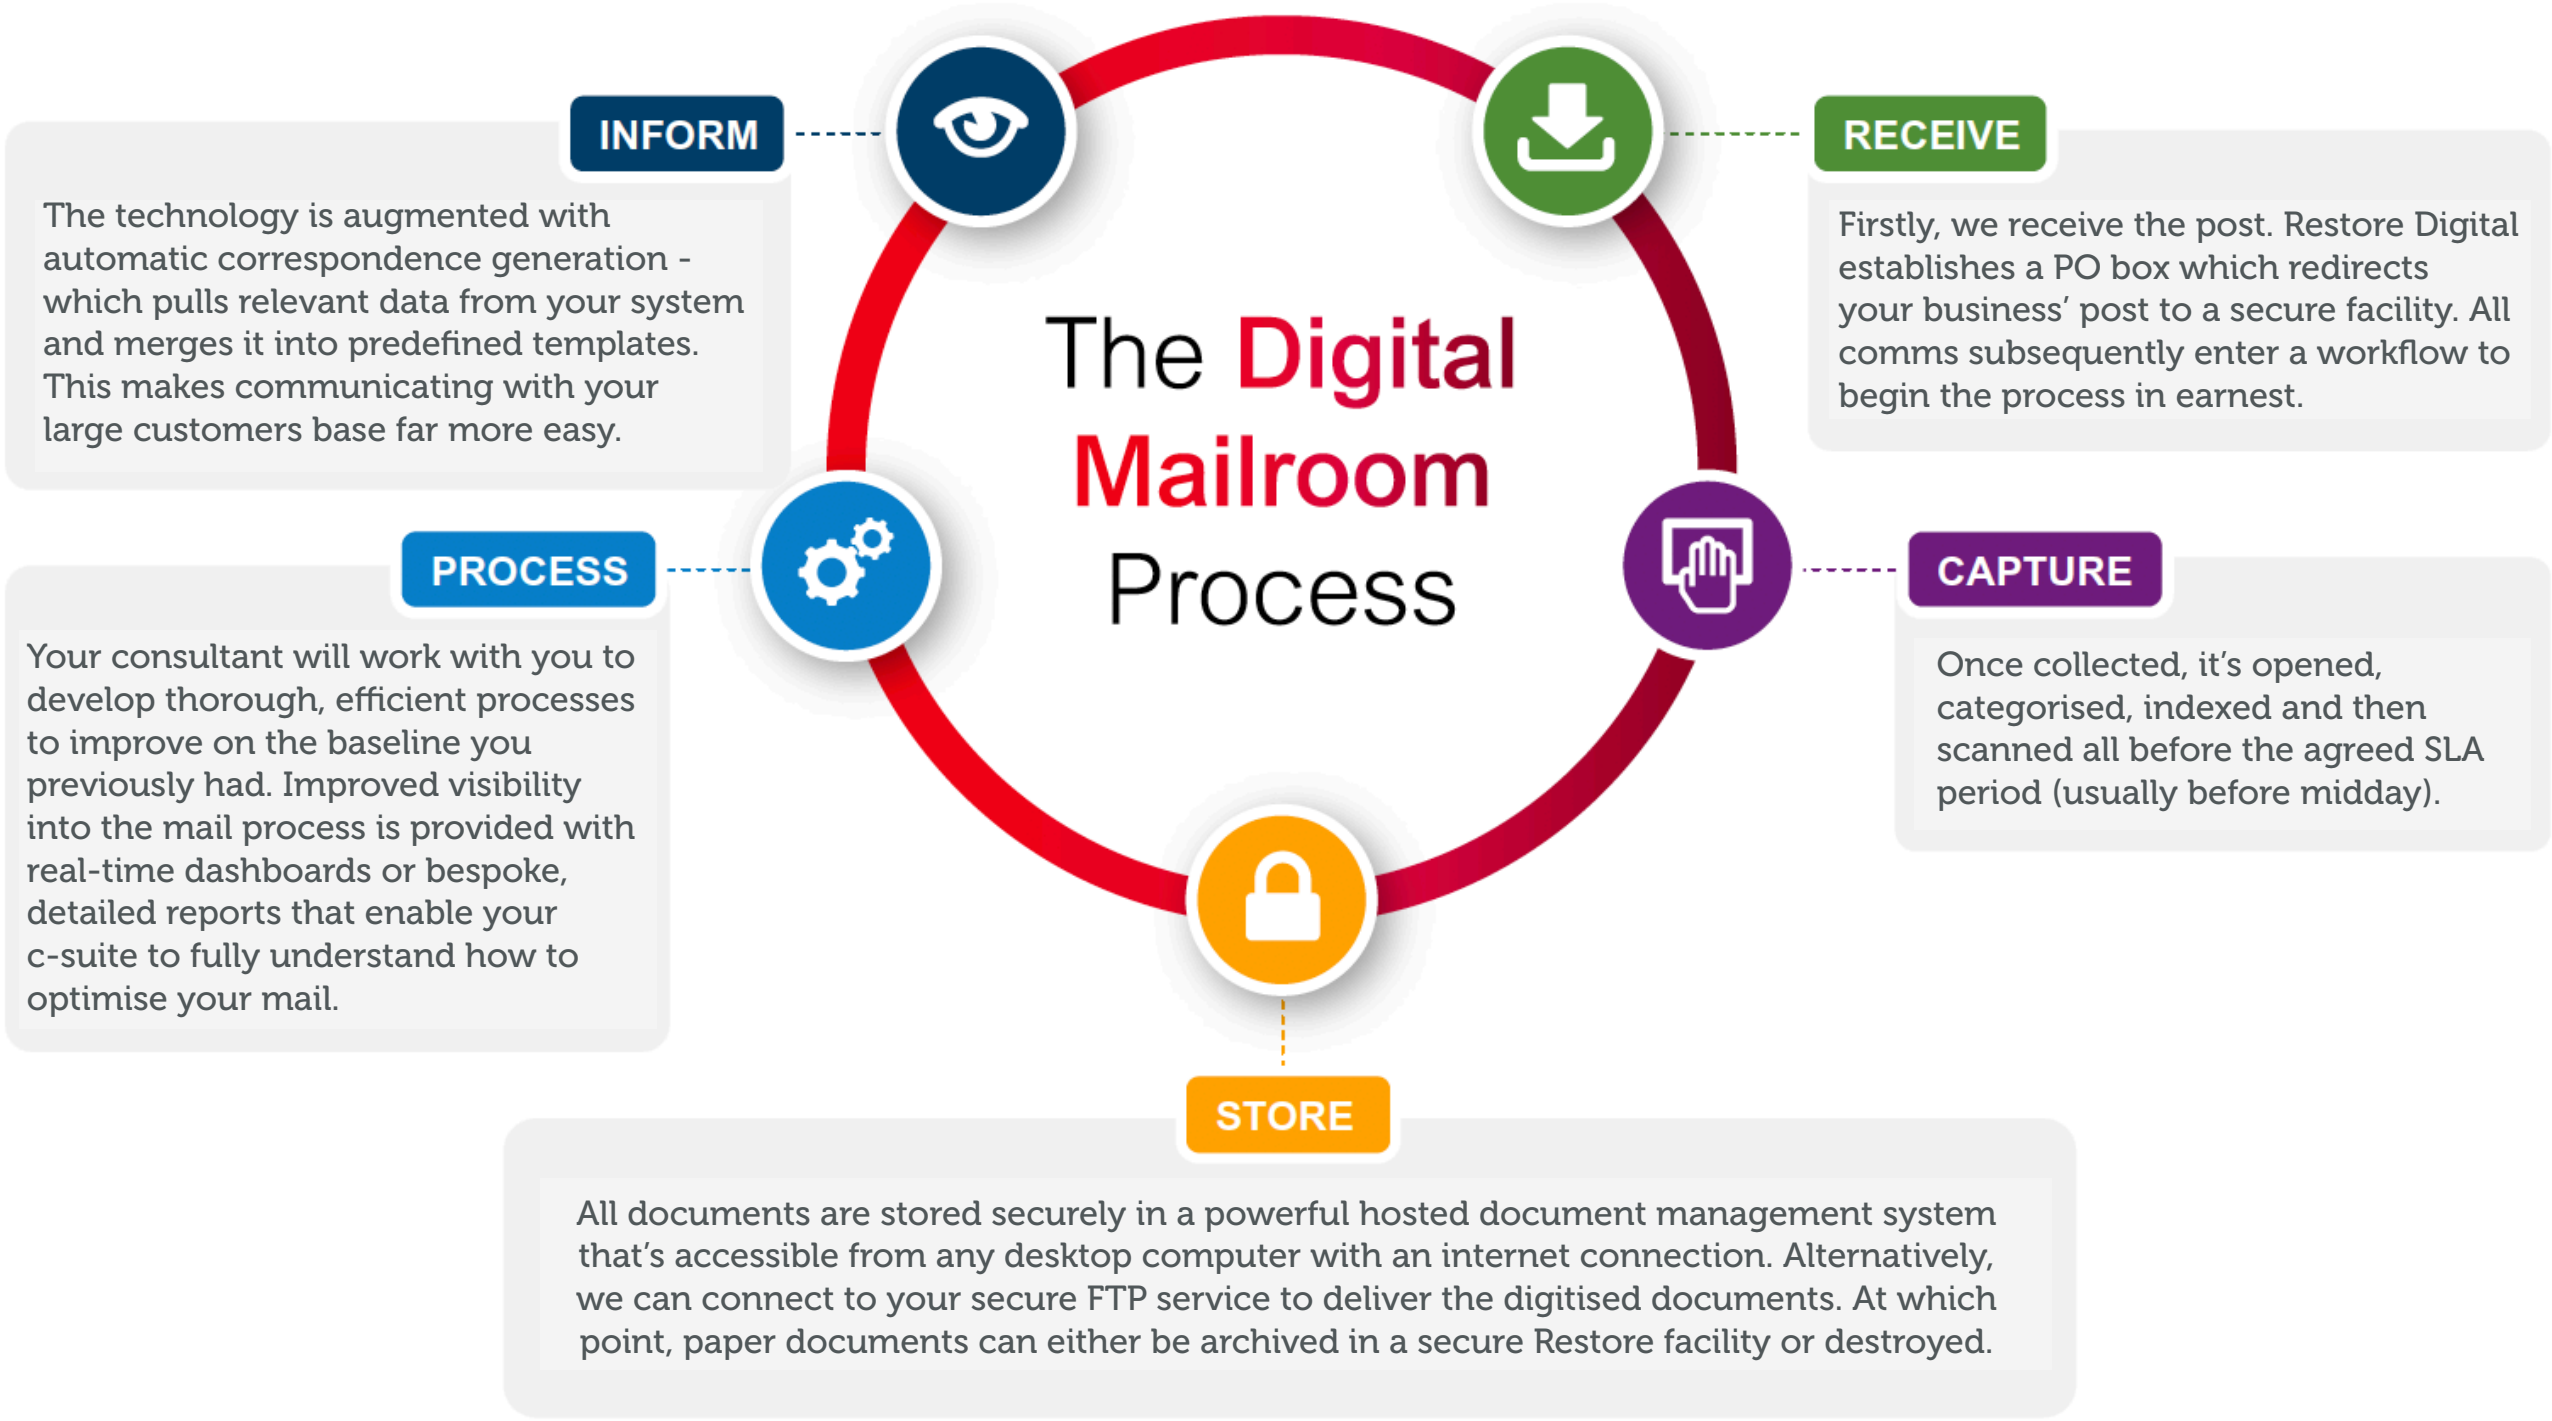 The Digital
Mailroom
Process
RECEIVE
Firstly, we receive the post. Restore Digital
establishes a PO box which redirects
your business’ post to a secure facility. All
comms subsequently enter a workflow to
begin the process in earnest.
CAPTURE
Once collected, it’s opened,
categorised, indexed and then
scanned all before the agreed SLA
period (usually before midday).
STORE
All documents are stored securely in a powerful hosted document management system
that’s accessible from any desktop computer with an internet connection. Alternatively,
we can connect to your secure FTP service to deliver the digitised documents. At which
point, paper documents can either be archived in a secure Restore facility or destroyed.
PROCESS
Your consultant will work with you to
develop thorough, efficient processes
to improve on the baseline you
previously had. Improved visibility
into the mail process is provided with
real-time dashboards or bespoke,
detailed reports that enable your
c-suite to fully understand how to
optimise your mail.
INFORM
The technology is augmented with
automatic correspondence generation -
which pulls relevant data from your system
and merges it into predefined templates.
This makes communicating with your
large customers base far more easy.